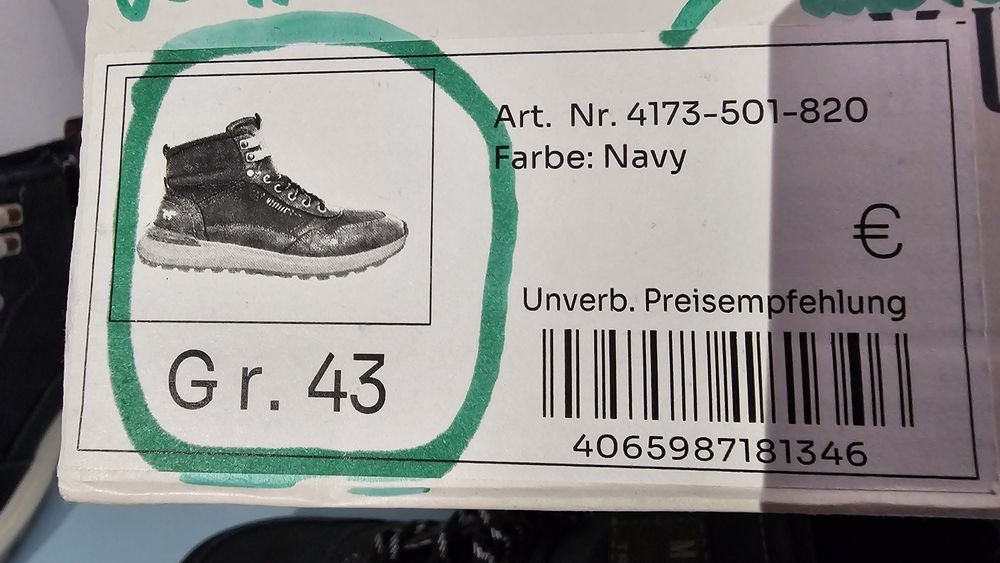 Art. Nr. 4173-501-820
Farbe: Navy
€
Unverb. Preisempfehlung
Gr. 43
4065987181346